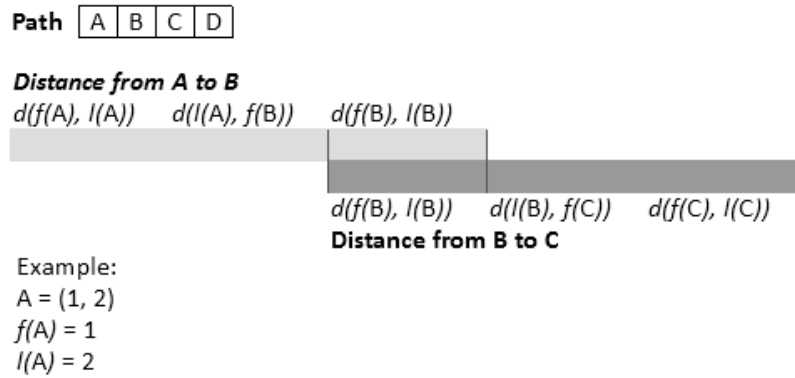 Path A B C D
Distance from A to B
d(f(A), l(A)) d(l(A), f(B)) d(f(B), l(B))
d(f(B), l(B)) d(l(B), f(C)) d(f(C), l(C))
Distance from B to C
Example:
A = (1, 2)
f(A) = 1
l(A) = 2